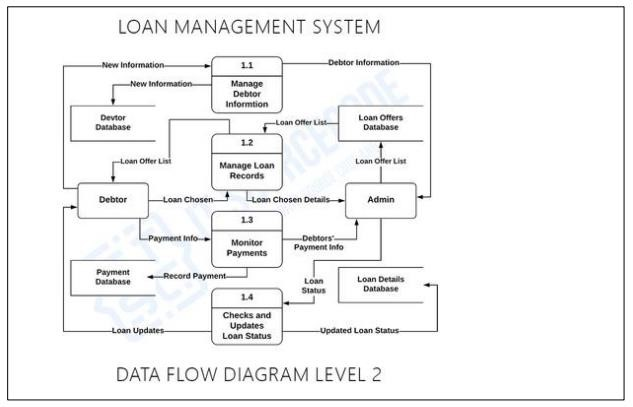 LOAN MANAGEMENT SYSTEM
New Information
1.1
Debtor Information
Manage
Debtor
Informtion
New Information
Devtor
Database
Loan Offer List
Loan Offers
Database
1.2
Manage Loan
Records
Loan Offer List
Loan Offer List
Debtor
Loan Chosen
Loan Chosen Details
Admin
1.3
Monitor
Payments
Payment Info
Debtors'
Payment Info
Payment
Database
Record Payment
Loan
Status
Loan Details
Database
1.4
Checks and
Updates
Loan Status
Loan Updates
Updated Loan Status
DATA FLOW DIAGRAM LEVEL 2